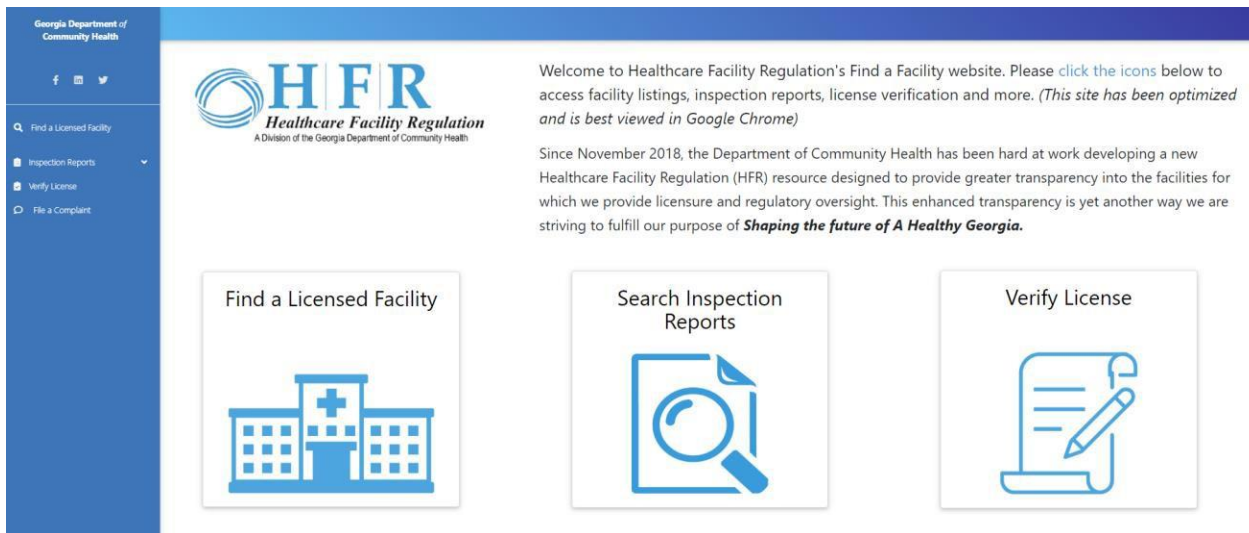 Georgia Department of
Community Health
Find a Licensed Facility
Inspection Reports
Verify License
File a Complaint
H|F|R
Healthcare Facility Regulation
A Division of the Georgia Department of Community Health
Welcome to Healthcare Facility Regulation's Find a Facility website. Please click the icons below to
access facility listings, inspection reports, license verification and more. (This site has been optimized
and is best viewed in Google Chrome)
Since November 2018, the Department of Community Health has been hard at work developing a new
Healthcare Facility Regulation (HFR) resource designed to provide greater transparency into the facilities for
which we provide licensure and regulatory oversight. This enhanced transparency is yet another way we are
striving to fulfill our purpose of Shaping the future of A Healthy Georgia.
Find a Licensed Facility
Search Inspection
Reports
Verify License